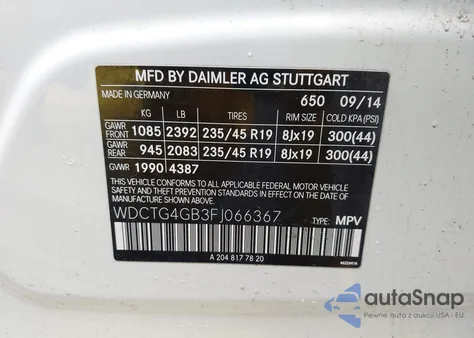 MFD BY DAIMLER AG STUTTGART
MADE IN GERMANY 650 09/14
KG LB TIRES RIM SIZE COLD KPA(PSI)
GAWR FRONT 1085 2392 235/45 R19 8Jx19 300(44)
GAWR REAR 945 2083 235/45 R19 8Jx19 300(44)
GVWR 1990 4387
THIS VEHICLE CONFORMS TO ALL APPLICABLE FEDERAL MOTOR VEHICLE
SAFETY, BUMPER AND THEFT PREVENTION STANDARDS IN EFFECT ON
THE DATE OF MANUFACTURE SHOWN ABOVE.
WDCTG4GB3FJ066367 TYPE: MPV
A 204 817 78 20
autoSnap
Pewne auto z USA - EU